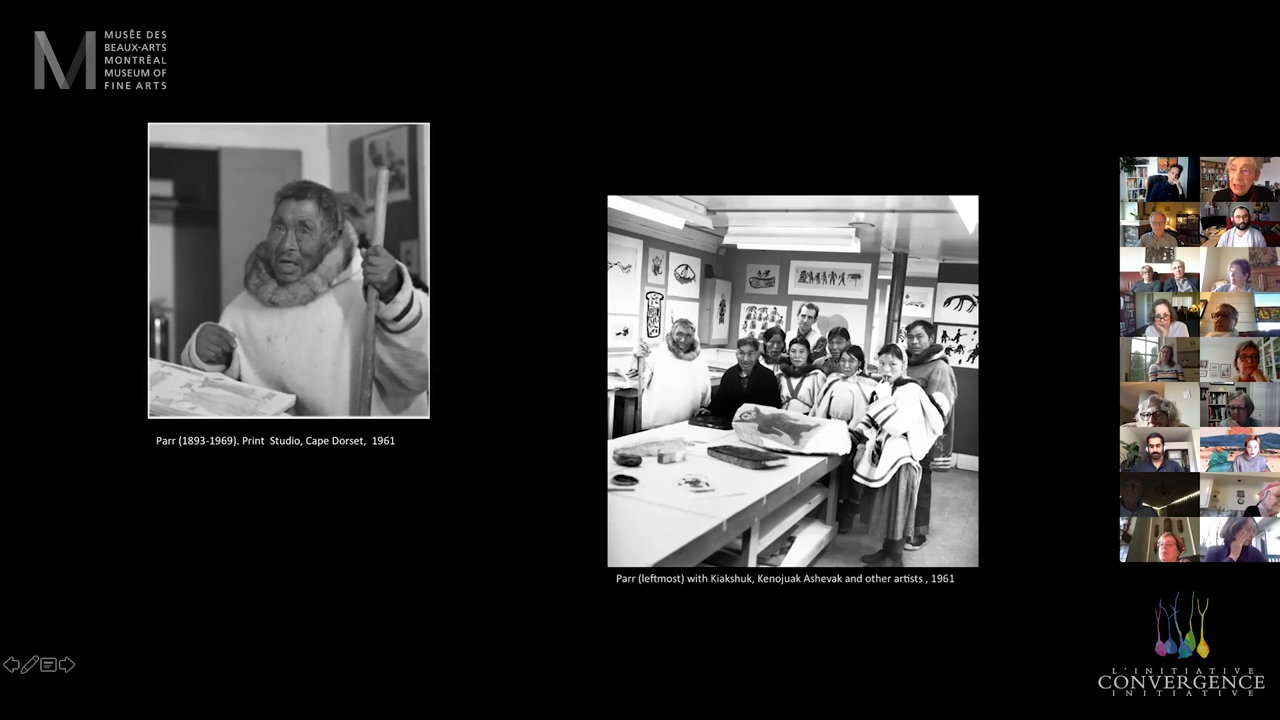 MUSÉE DES
BEAUX-ARTS
MONTRÉAL
MUSEUM OF
FINE ARTS
Parr (1893-1969). Print Studio, Cape Dorset, 1961
Parr (leftmost) with Kiakshuk, Kenojuak Ashevak and other artists , 1961
L'INITIATIVE
CONVERGENCE
INITIATIVE